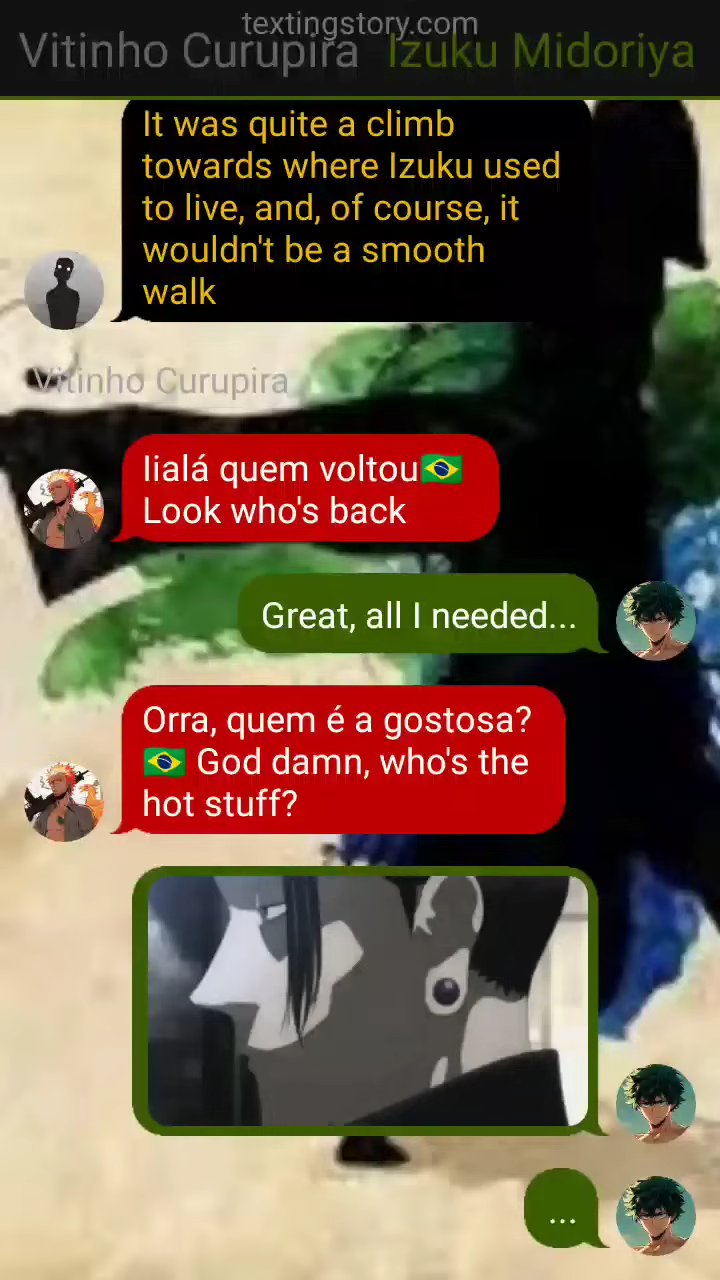 textingstory.com
Vitinho Curupira Izuku Midoriya
It was quite a climb
towards where Izuku used
to live, and, of course, it
wouldn't be a smooth
walk
Vitinho Curupira
Iialá quem voltou🇧🇷
Look who's back
Great, all I needed...
Orra, quem é a gostosa?
🇧🇷 God damn, who's the
hot stuff?
...